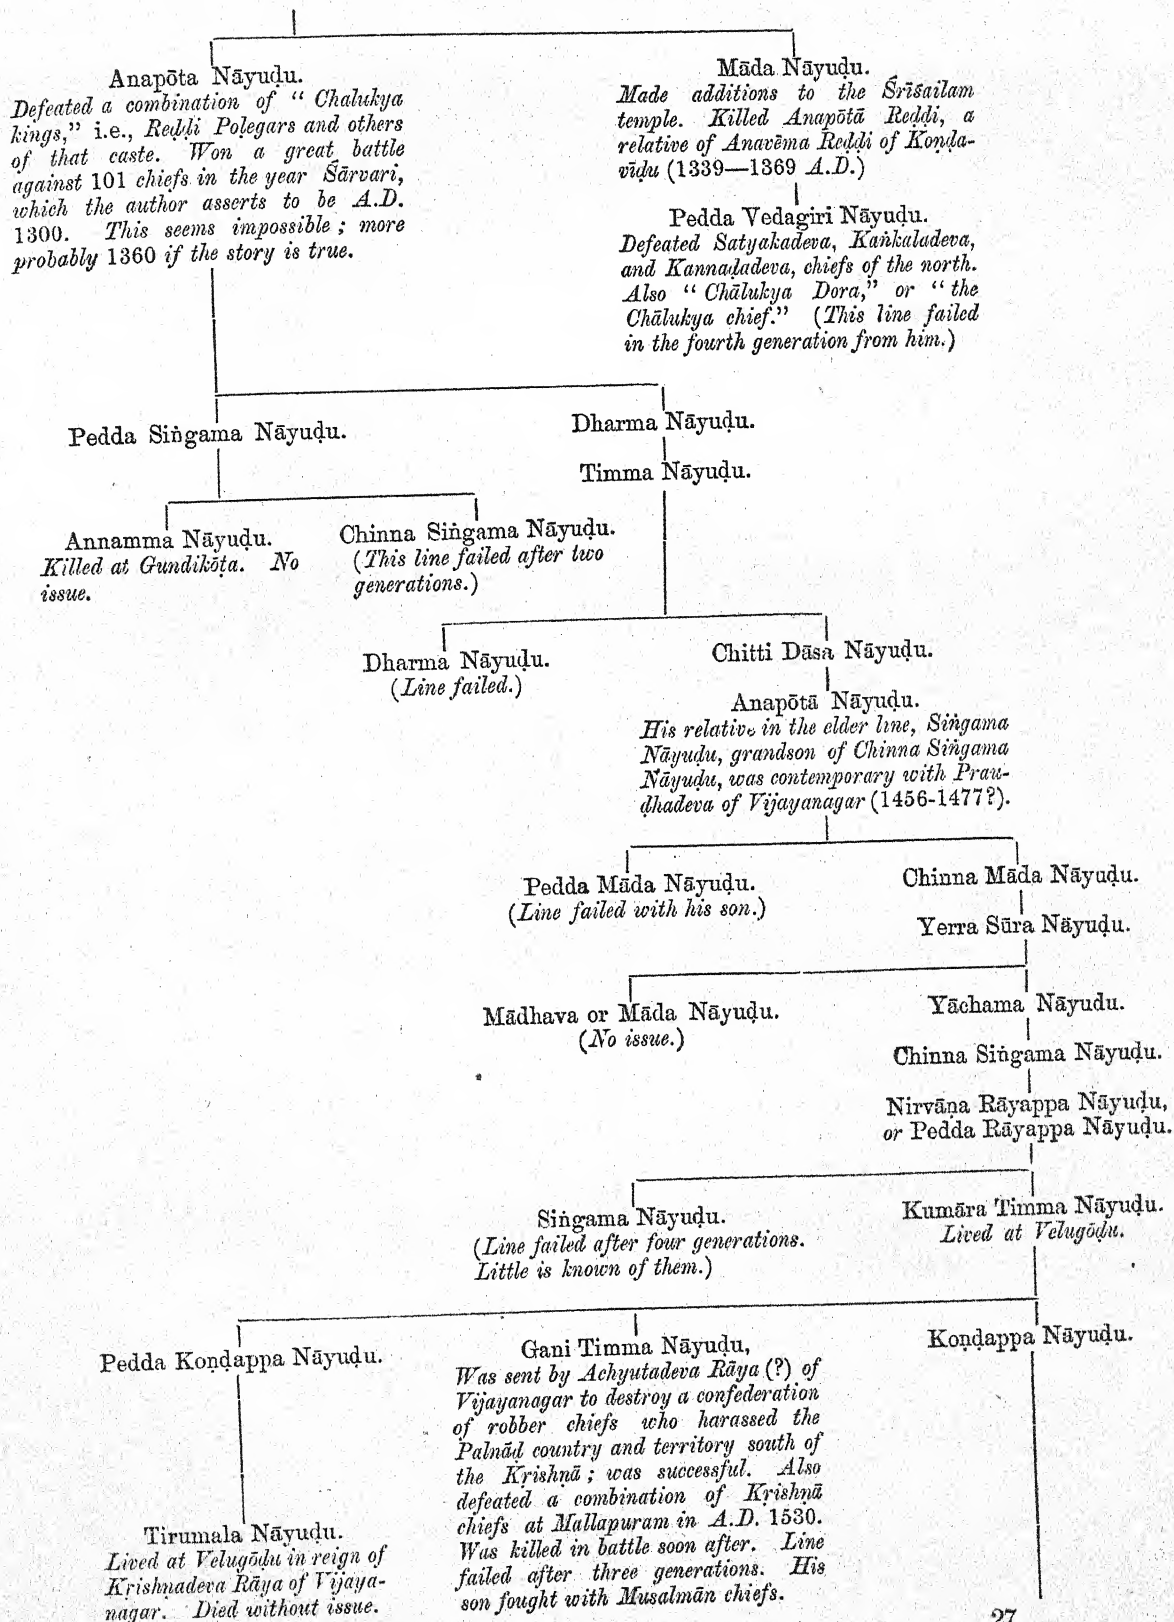 Anapōta Nāyuḍu.
Defeated a combination of “ Chalukya
kings,” i.e., Reḍḍi Poḷegars and others
of that caste. Won a great battle
against 101 chiefs in the year Śārvari,
which the author asserts to be A.D.
1300. This seems impossible ; more
probably 1360 if the story is true.
Māda Nāyuḍu.
Made additions to the Śrīśailam
temple. Killed Anapōtā Reḍḍi, a
relative of Anavēma Reḍḍi of Koṇḍa-
vīḍu (1339—1369 A.D.)
Pedda Vedagiri Nāyuḍu.
Defeated Satyakadeva, Kaṅkaladeva,
and Kannaḍadeva, chiefs of the north.
Also “ Chālukya Dora,” or “ the
Chālukya chief.” (This line failed
in the fourth generation from him.)
Pedda Siṅgama Nāyuḍu.
Dharma Nāyuḍu.
Timma Nāyuḍu.
Annamma Nāyuḍu.
Killed at Gundikōṭa. No
issue.
Chinna Siṅgama Nāyuḍu.
(This line failed after two
generations.)
Dharma Nāyuḍu.
(Line failed.)
Chitti Dāsa Nāyuḍu.
Anapōtā Nāyuḍu.
His relative in the elder line, Siṅgama
Nāyuḍu, grandson of Chinna Siṅgama
Nāyuḍu, was contemporary with Prau-
ḍhadeva of Vijayanagar (1456-1477?).
Pedda Māda Nāyuḍu.
(Line failed with his son.)
Chinna Māda Nāyuḍu.
Yerra Sūra Nāyuḍu.
Mādhava or Māda Nāyuḍu.
(No issue.)
Yāchama Nāyudu.
Chinna Siṅgama Nāyuḍu.
Nirvāṇa Rāyappa Nāyuḍu,
or Pedda Rāyappa Nāyuḍu.
Siṅgama Nāyuḍu.
(Line failed after four generations.
Little is known of them.)
Kumāra Timma Nāyuḍu.
Lived at Velugōḍu.
Pedda Koṇḍappa Nāyuḍu.
Gani Timma Nāyuḍu,
Was sent by Achyutadeva Rāya (?) of
Vijayanagar to destroy a confederation
of robber chiefs who harassed the
Palnāḍ country and territory south of
the Kṛishṇā ; was successful. Also
defeated a combination of Kṛishṇā
chiefs at Mallapuram in A.D. 1530.
Was killed in battle soon after. Line
failed after three generations. His
son fought with Musalmān chiefs.
Koṇḍappa Nāyuḍu.
Tirumala Nāyuḍu.
Lived at Velugōḍu in reign of
Kṛishṇadeva Rāya of Vijaya-
nagar. Died without issue.
27